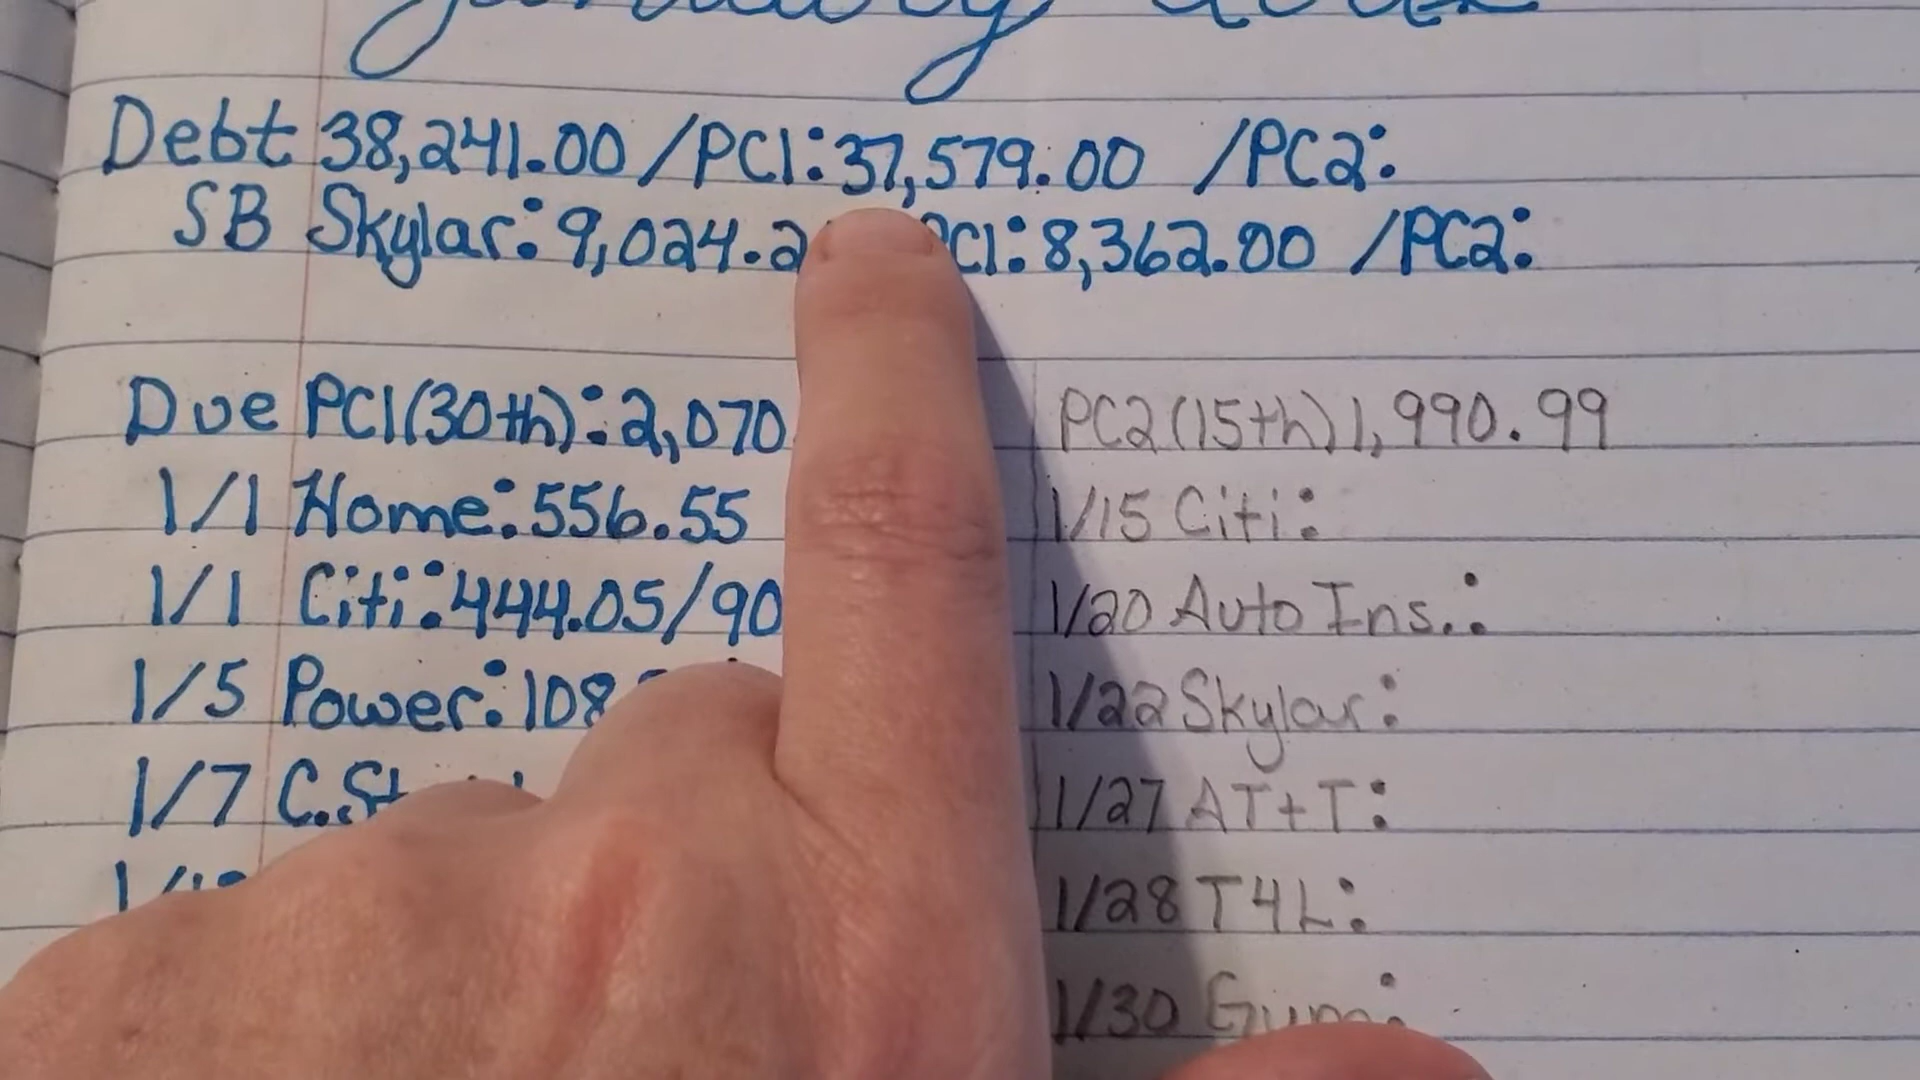 January
Debt 38,241.00 /PC1: 37,579.00 /PC2:
SB Skylar: 9,024.2 PC1: 8,362.00 /PC2:
Due PC1(30th): 2,070
1/1 Home: 556.55
1/1 Citi: 444.05/90
1/5 Power: 108
1/7 C.St
PC2(15th) 1,990.99
1/15 Citi:
1/20 Auto Ins.:
1/22 Skylar:
1/27 AT+T:
1/28 T4L:
1/30 Gym: